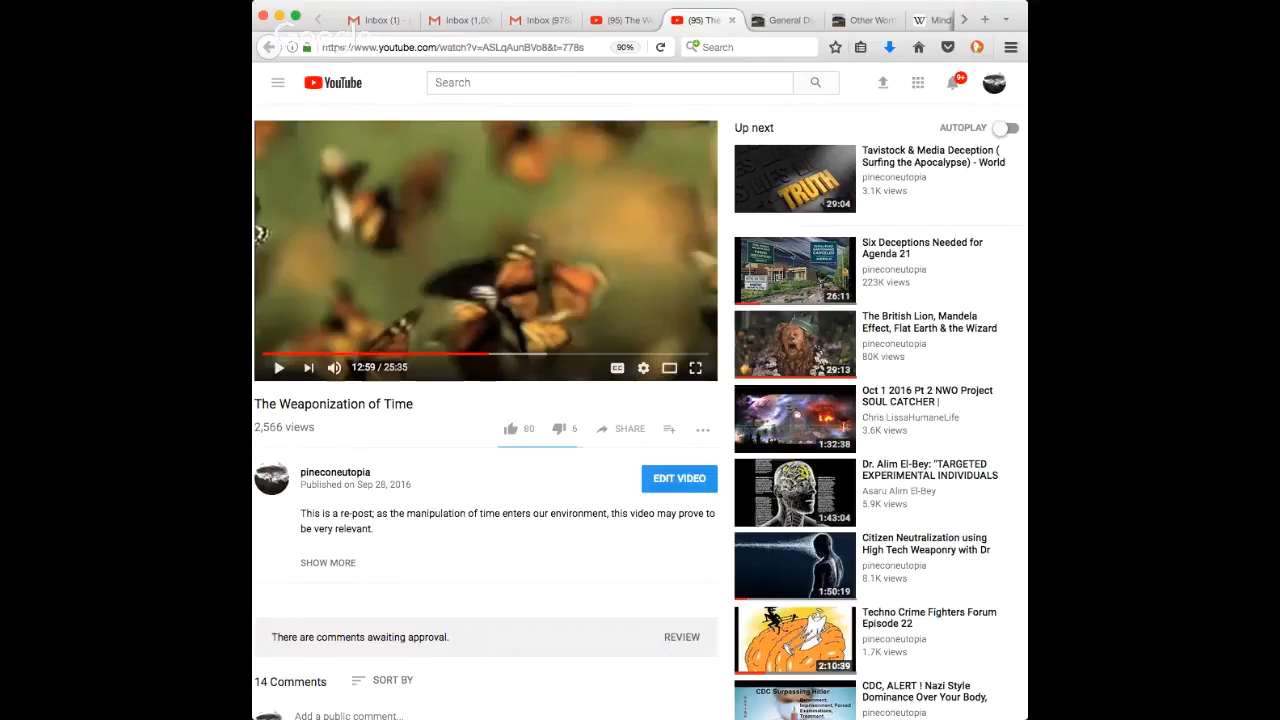 Inbox (1) -
Inbox (1,06
Inbox (978
(95) The W
(95) The
General Di
Other Wort
Mind
Google
https://www.youtube.com/watch?v=ASLqAunBVo8&t=778s
90%
Search
YouTube
Search
9+
12:59 / 25:35
CC
The Weaponization of Time
2,566 views
80
6
SHARE
pineconeutopia
Published on Sep 28, 2016
EDIT VIDEO
This is a re-post; as the manipulation of time enters our environment, this video may prove to
be very relevant.
SHOW MORE
There are comments awaiting approval.
REVIEW
14 Comments
SORT BY
Add a public comment...
Up next
AUTOPLAY
TRUTH
29:04
Tavistock & Media Deception (
Surfing the Apocalypse) - World
pineconeutopia
3.1K views
26:11
Six Deceptions Needed for
Agenda 21
pineconeutopia
223K views
29:13
The British Lion, Mandela
Effect, Flat Earth & the Wizard
pineconeutopia
80K views
1:32:38
Oct 1 2016 Pt 2 NWO Project
SOUL CATCHER |
Chris LissaHumaneLife
3.6K views
1:43:04
Dr. Alim El-Bey: "TARGETED
EXPERIMENTAL INDIVIDUALS
Asaru Alim El-Bey
5.9K views
1:50:19
Citizen Neutralization using
High Tech Weaponry with Dr
pineconeutopia
8.1K views
2:10:39
Techno Crime Fighters Forum
Episode 22
pineconeutopia
1.7K views
CDC Surpassing Hitler
CDC, ALERT ! Nazi Style
Dominance Over Your Body,
pineconeutopia